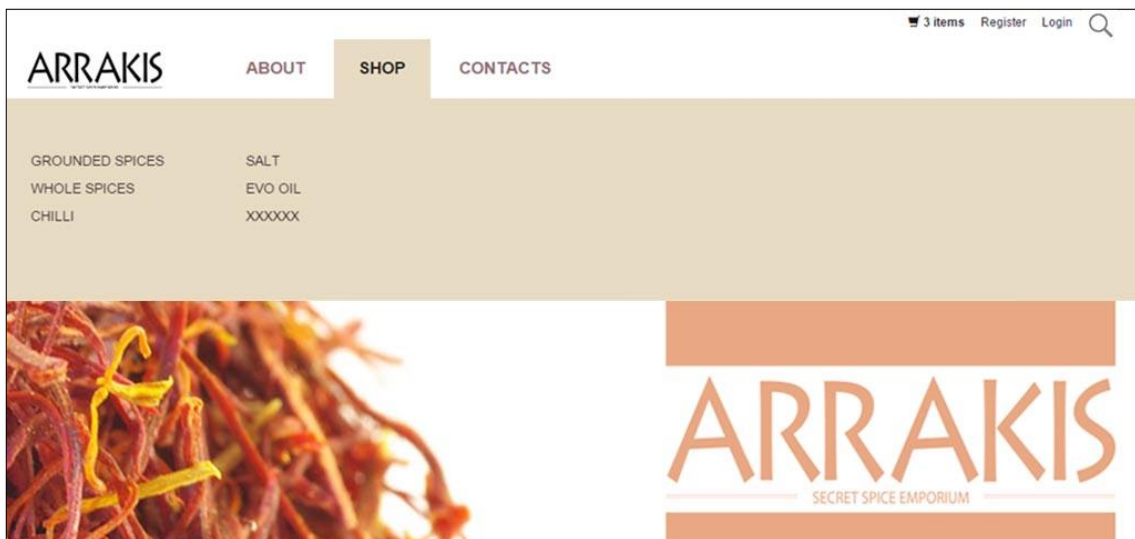 3 items Register Login
ARRAKIS
ABOUT SHOP CONTACTS
GROUNDED SPICES SALT
WHOLE SPICES EVO OIL
CHILLI XXXXXX
ARRAKIS
SECRET SPICE EMPORIUM